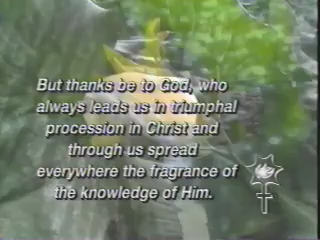 But thanks be to God, who
always leads us in triumphal
procession in Christ and
through us spread
everywhere the fragrance of
the knowledge of Him.